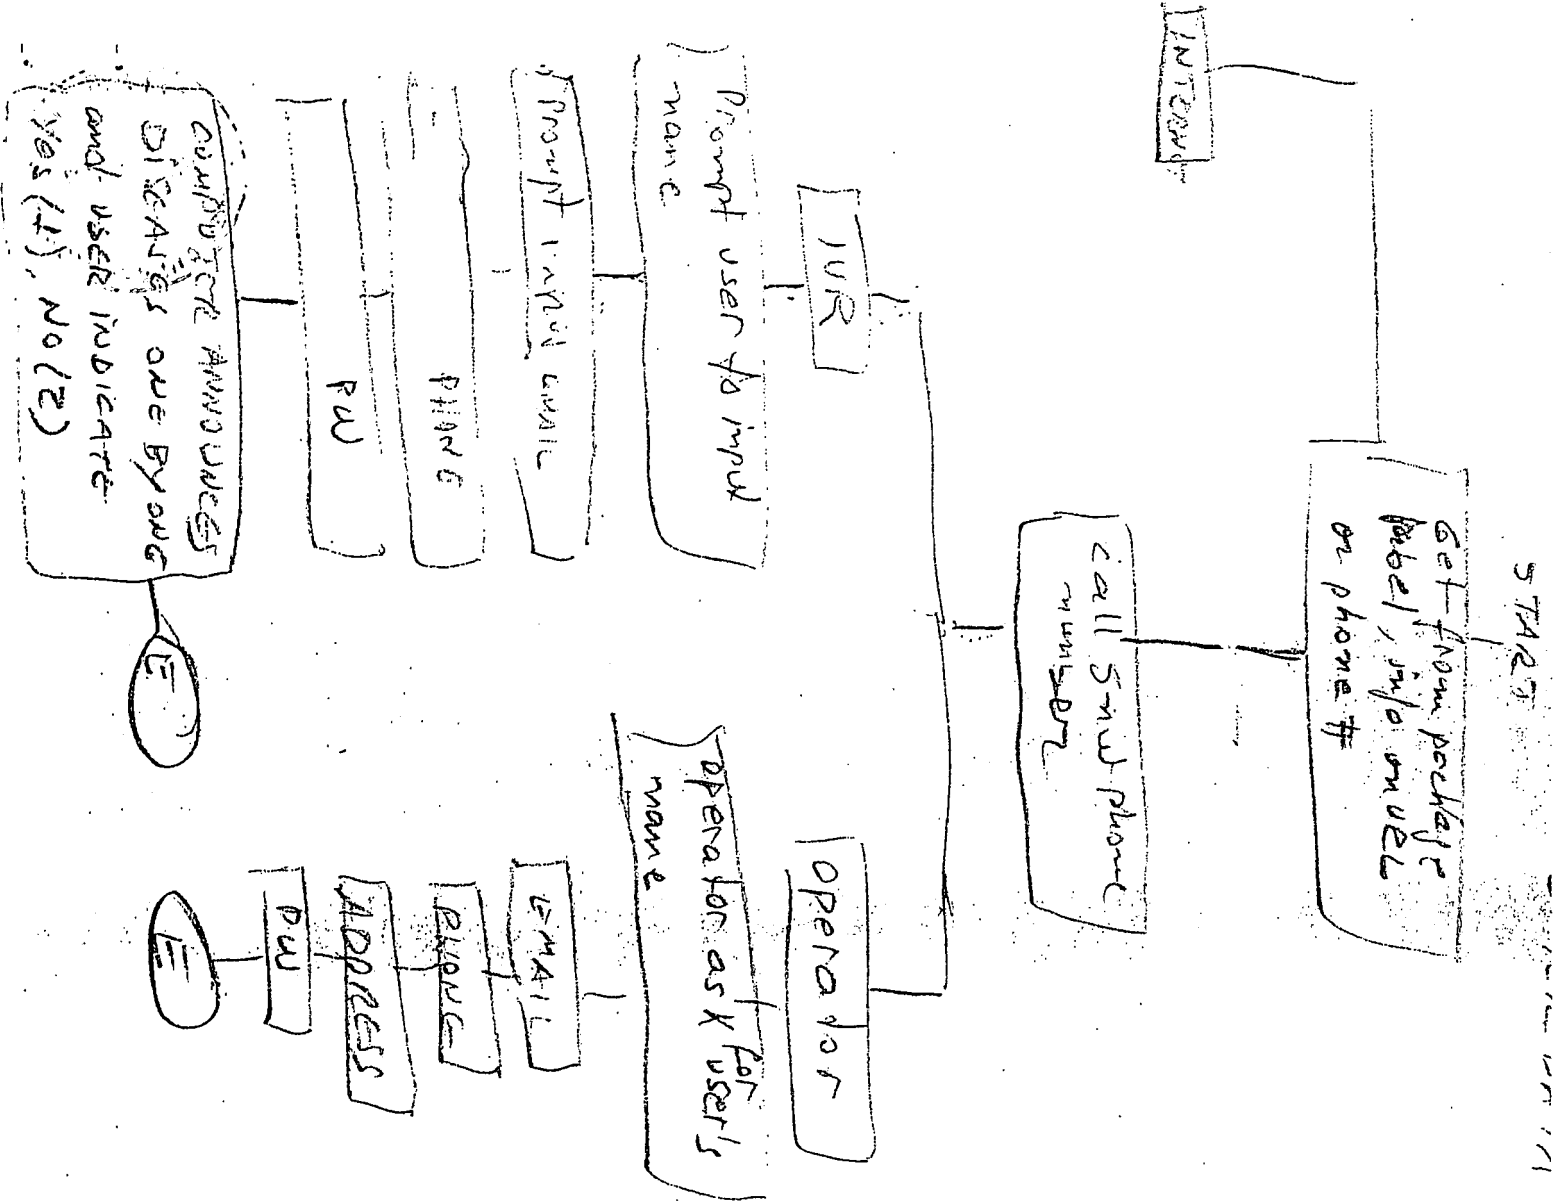 START
Get from package
label, info
or phone #
call
phone
number
IVR
Prompt user to input
name
Prompt input email
PHONE
PW
COMPUTER ANNOUNCES
DISEASES ONE BY ONE
and USER INDICATE
Yes(1), NO(2)
E
Operator
operator ask for user's
name
EMAIL
PHONE
ADDRESS
PW
E